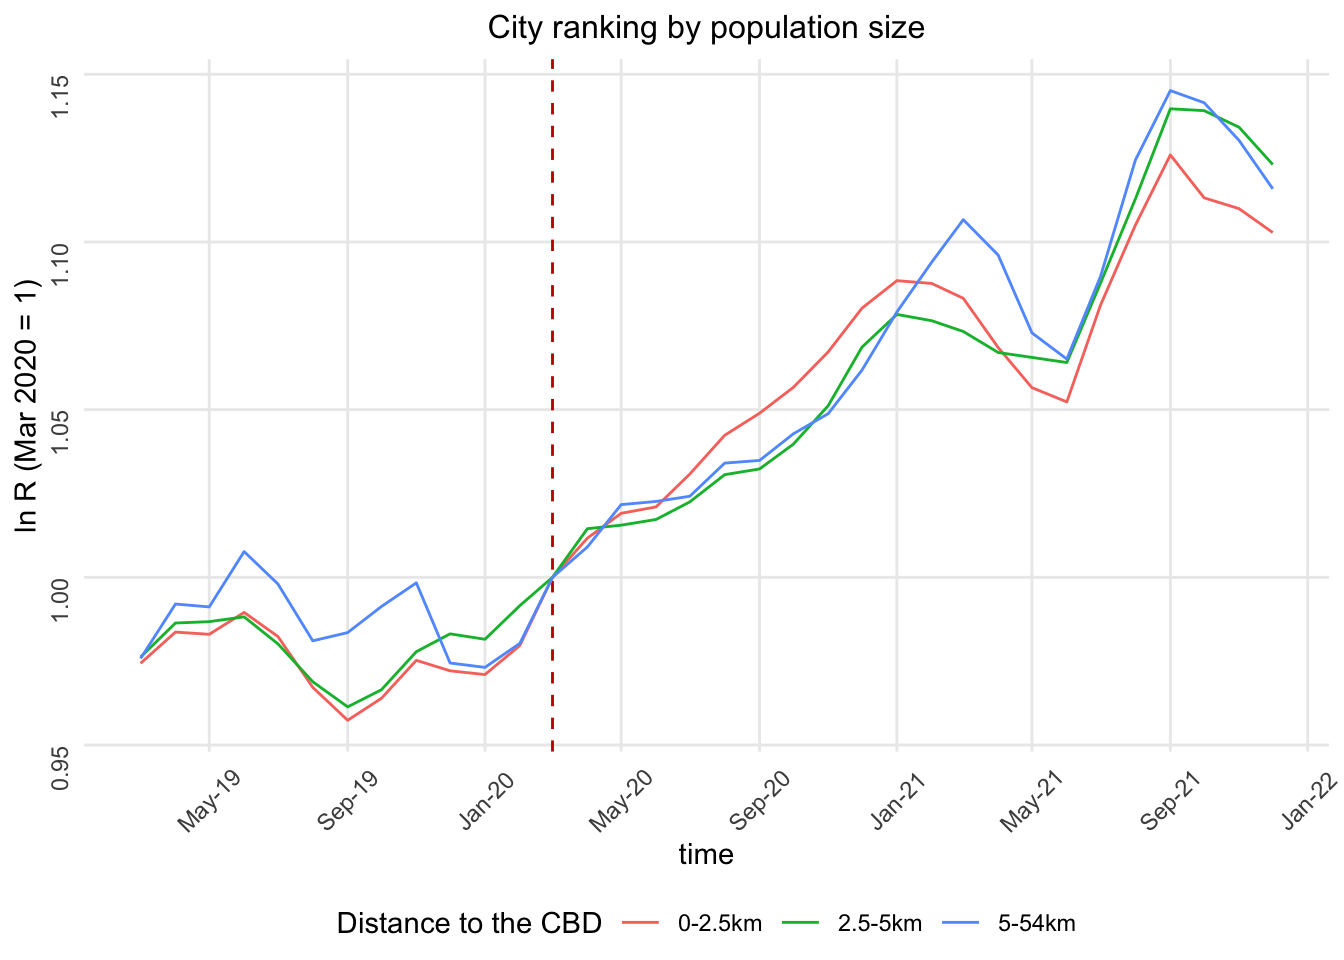 City ranking by population size
ln R (Mar 2020 = 1)
1.15
1.10
1.05
1.00
0.95
May-19
Sep-19
Jan-20
May-20
Sep-20
Jan-21
May-21
Sep-21
Jan-22
time
Distance to the CBD 0-2.5km 2.5-5km 5-54km